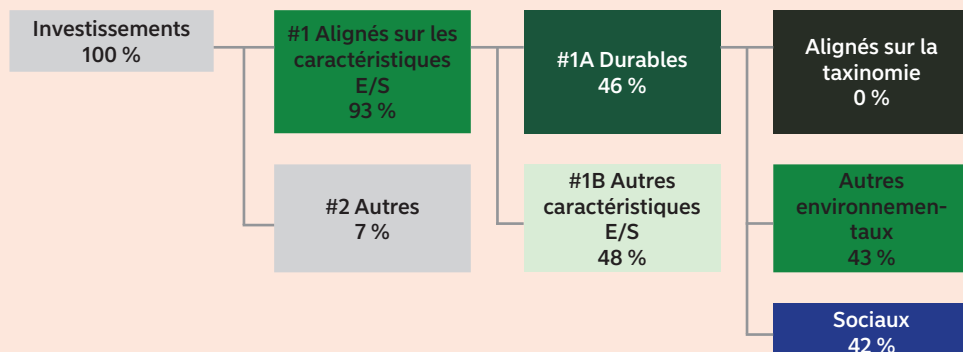 Investissements
100 %
#1 Alignés sur les
caractéristiques
E/S
93 %
#1A Durables
46 %
Alignés sur la
taxinomie
0 %
#2 Autres
7 %
#1B Autres
caractéristiques
E/S
48 %
Autres
environnemen-
taux
43 %
Sociaux
42 %